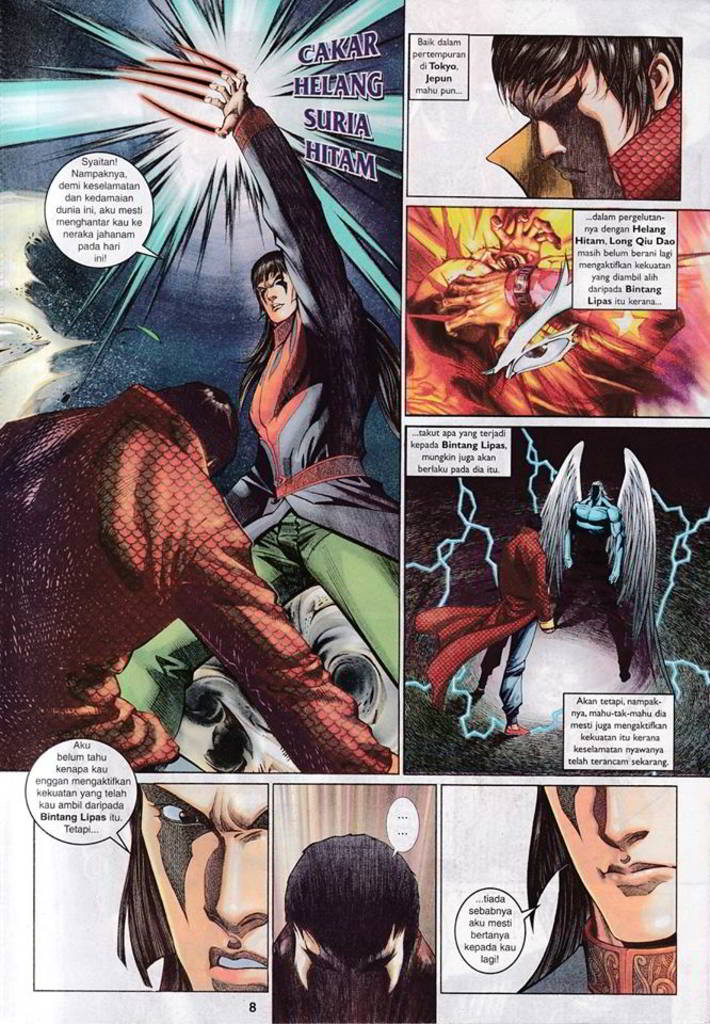 CAKAR
HELANG
SURIA
HITAM
Syaitan!
Nampaknya,
demi keselamatan
dan kedamaian
dunia ini, aku mesti
menghantar kau ke
neraka jahanam
pada hari
ini!
Baik dalam
pertempuran
di Tokyo,
Jepun
mahu pun...
...dalam pergelutan-
nya dengan Helang
Hitam, Long Qiu Dao
masih belum berani lagi
mengaktifkan kekuatan
yang diambil alih
daripada Bintang
Lipas itu kerana...
...takut apa yang terjadi
kepada Bintang Lipas,
mungkin juga akan
berlaku pada dia itu.
Akan tetapi, nampak-
nya, mahu-tak-mahu dia
mesti juga mengaktifkan
kekuatan itu kerana
keselamatan nyawanya
telah terancam sekarang.
Aku
belum tahu
kenapa kau
enggan mengaktifkan
kekuatan yang telah
kau ambil daripada
Bintang Lipas itu.
Tetapi...
...
...
...tiada
sebabnya
aku mesti
bertanya
kepada kau
lagi!
8